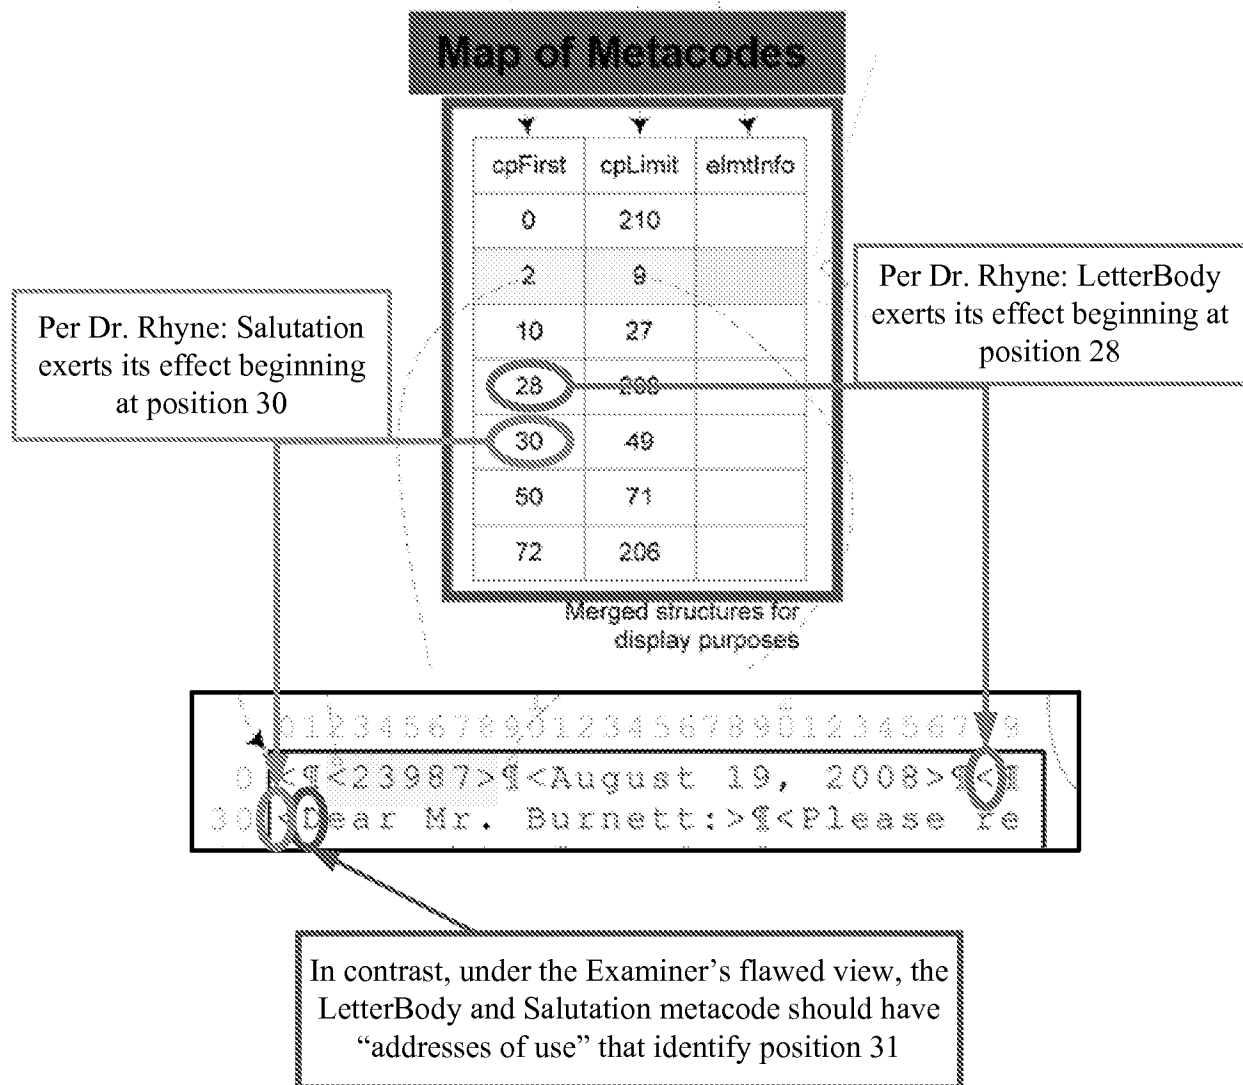 Map of Metacodes
cpFirst cpLimit elmtInfo
0 210
2 9
10 27
28 208
30 49
50 71
72 206
Merged structures for
display purposes
Per Dr. Rhyne: Salutation
exerts its effect beginning
at position 30
Per Dr. Rhyne: LetterBody
exerts its effect beginning at
position 28
012345678901234567890123456789
0 <¶<23987>¶<August 19, 2008>¶<¶
30 <Dear Mr. Burnett:>¶<Please re
In contrast, under the Examiner’s flawed view, the
LetterBody and Salutation metacode should have
“addresses of use” that identify position 31